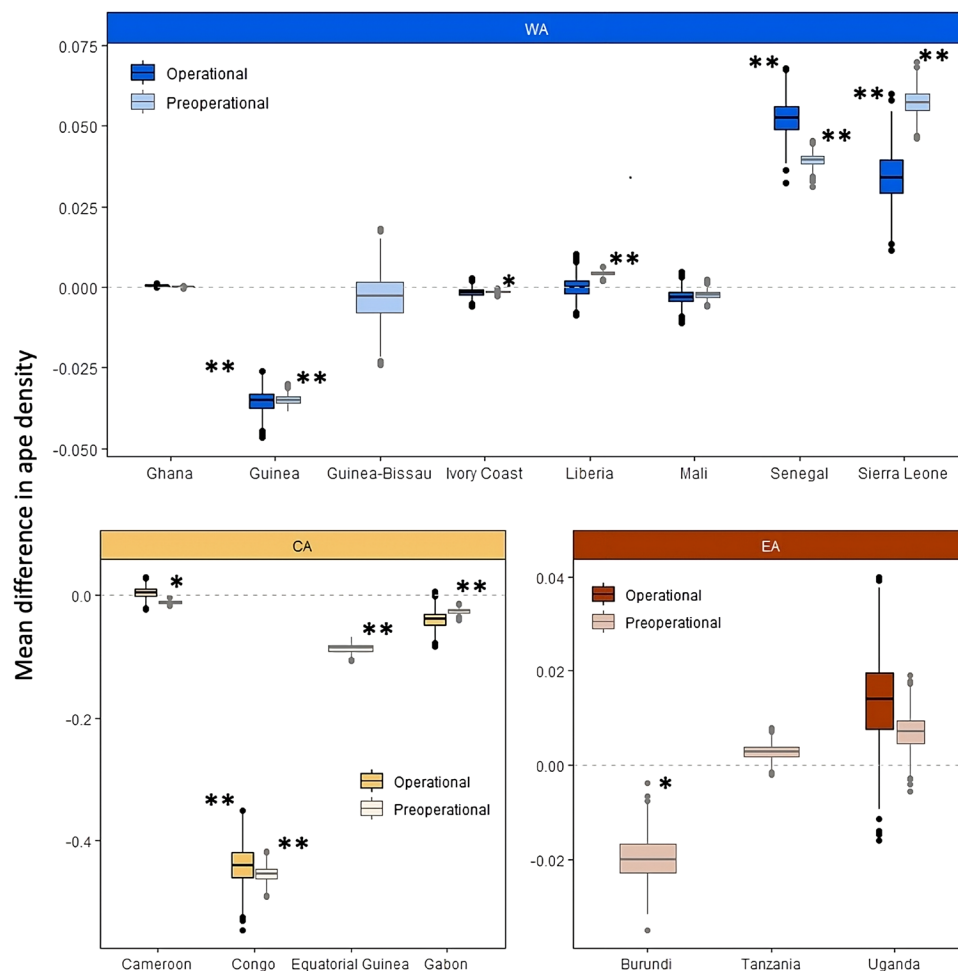 WA
Mean difference in ape density
0.075
0.050
0.025
0.000
-0.025
-0.050
Operational
Preoperational
**
**
**
**
**
**
*
**
Ghana
Guinea
Guinea-Bissau
Ivory Coast
Liberia
Mali
Senegal
Sierra Leone
CA
0.0
-0.2
-0.4
*
**
**
**
**
Operational
Preoperational
Cameroon
Congo
Equatorial Guinea
Gabon
EA
0.04
0.02
0.00
-0.02
Operational
Preoperational
*
Burundi
Tanzania
Uganda